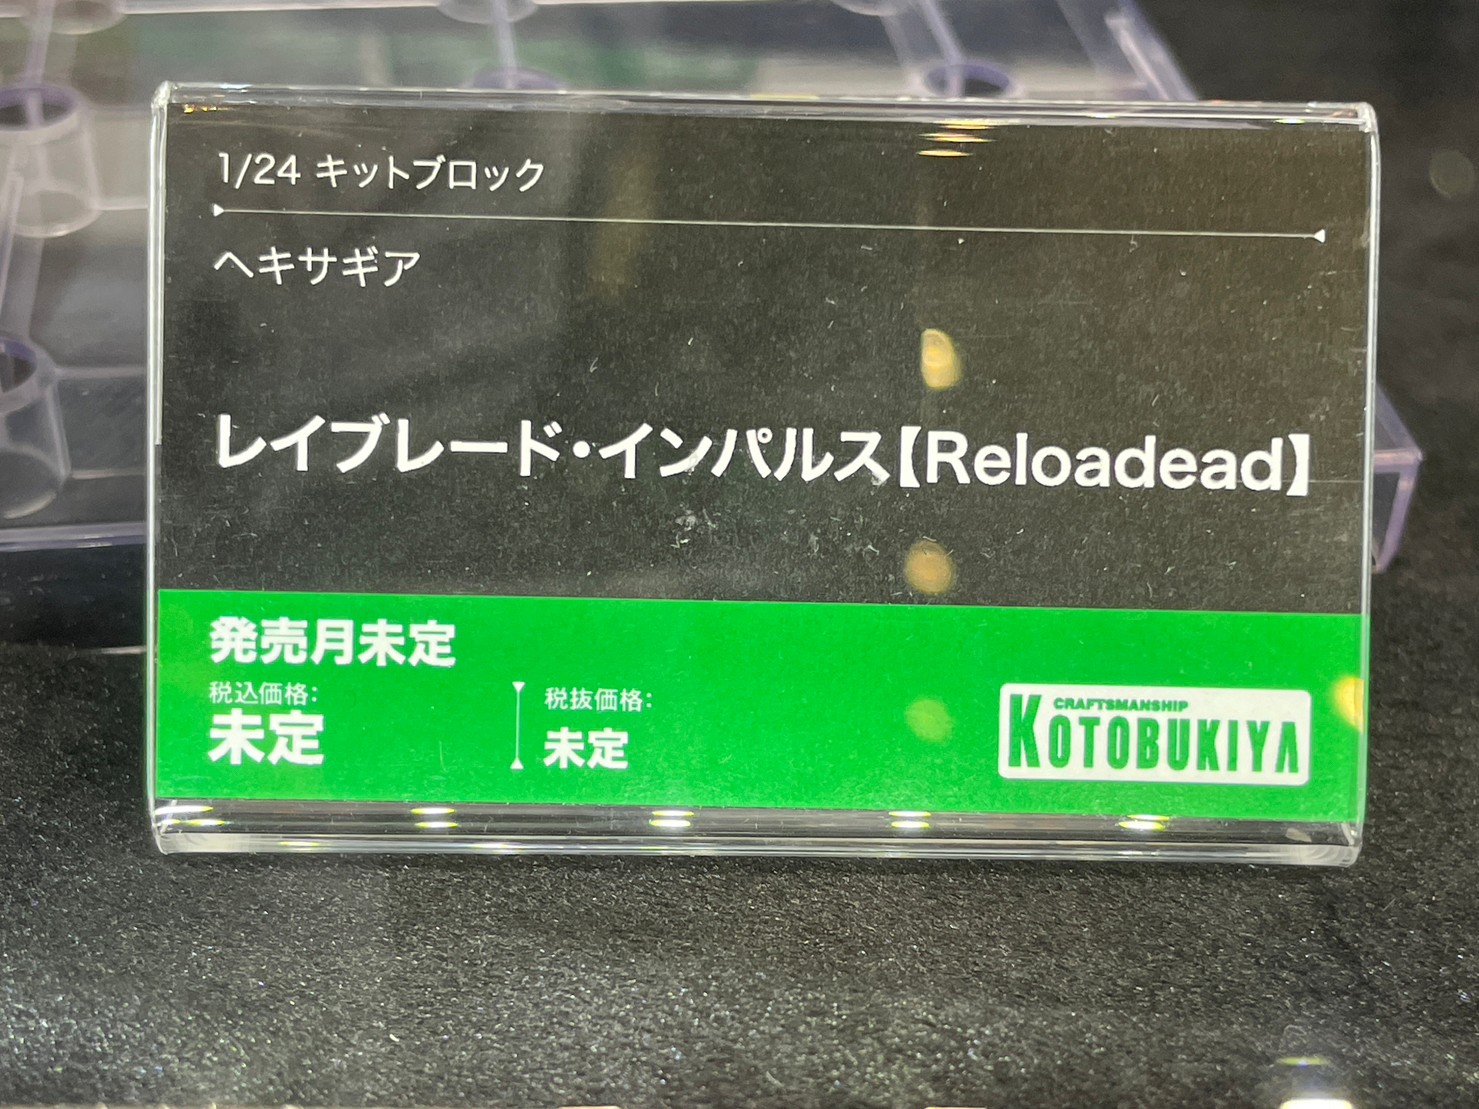 1/24 キットブロック
ヘキサギア
レイブレード・インパルス【Reloadead】
発売月未定
税込価格：
未定
税抜価格：
未定
CRAFTSMANSHIP
KOTOBUKIYA